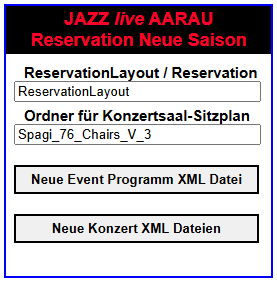 JAZZ live AARAU
Reservation Neue Saison
ReservationLayout / Reservation
ReservationLayout
Ordner für Konzertsaal-Sitzplan
Spagi_76_Chairs_V_3
Neue Event Programm XML Datei
Neue Konzert XML Dateien